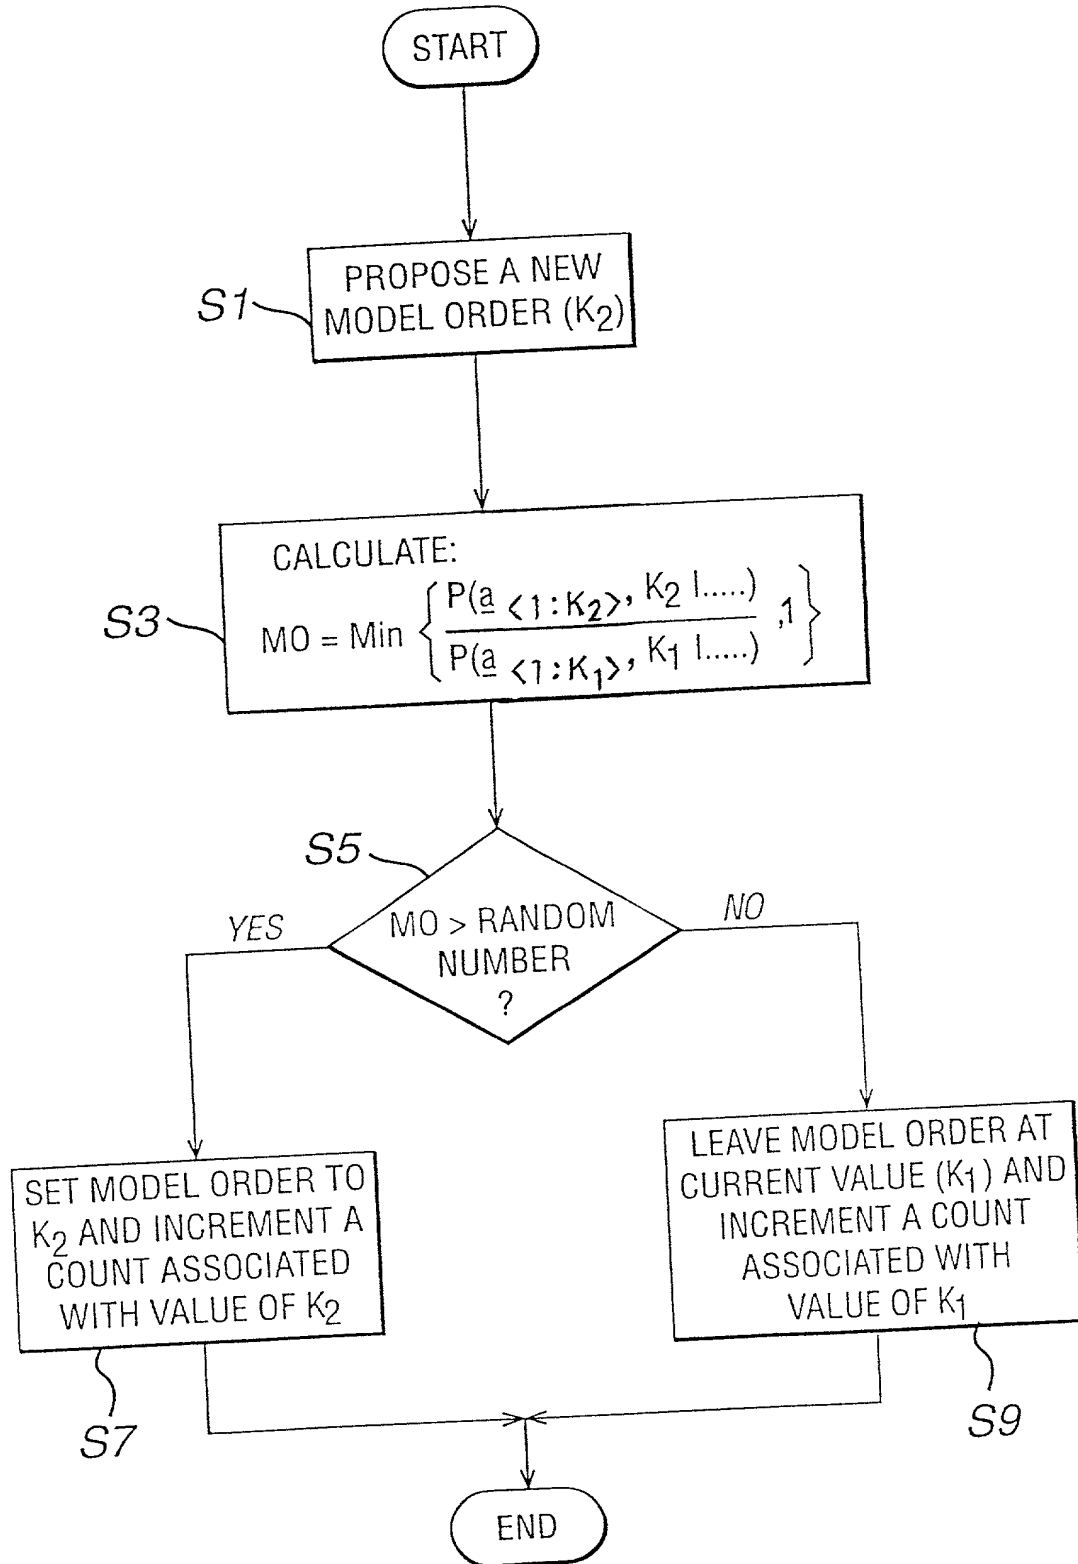 START
S1
PROPOSE A NEW
MODEL ORDER (K2)
S3
CALCULATE:
MO = Min { P(a <1:K2>, K2 |.....) / P(a <1:K1>, K1 |.....) ,1 }
S5
MO > RANDOM
NUMBER
?
YES
NO
SET MODEL ORDER TO
K2 AND INCREMENT A
COUNT ASSOCIATED
WITH VALUE OF K2
S7
LEAVE MODEL ORDER AT
CURRENT VALUE (K1) AND
INCREMENT A COUNT
ASSOCIATED WITH
VALUE OF K1
S9
END